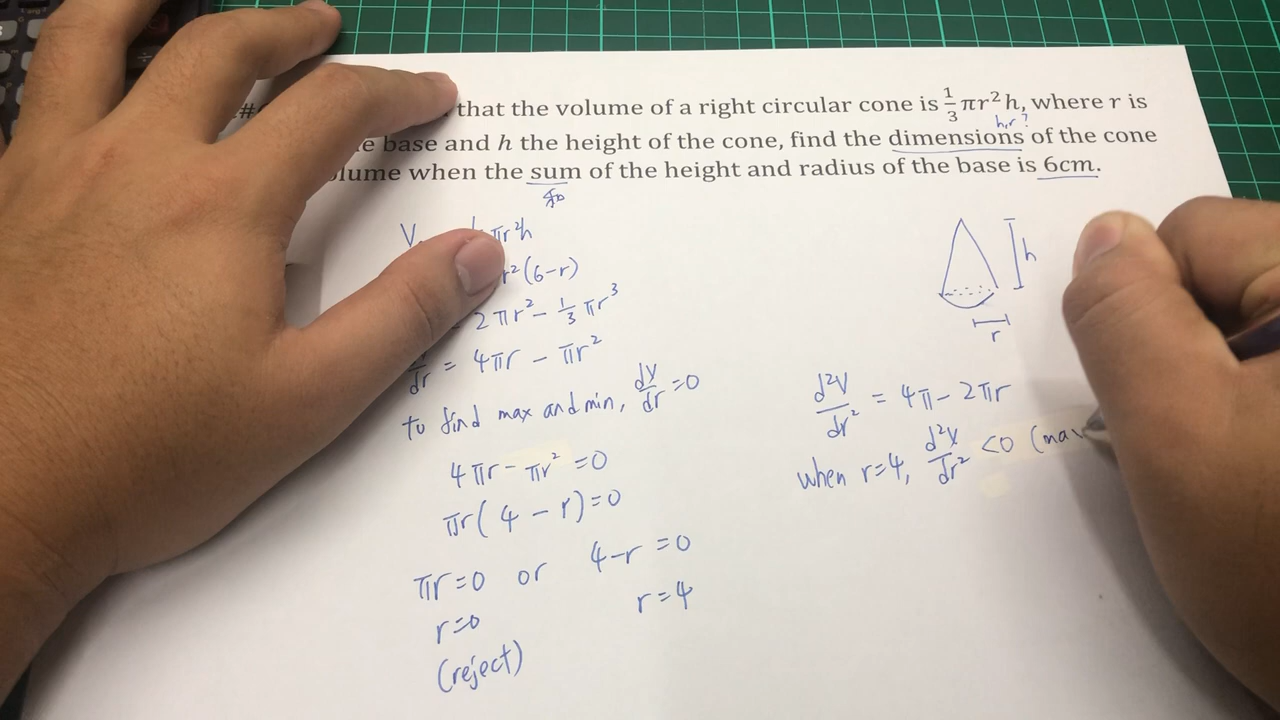 that the volume of a right circular cone is 1/3 πr²h, where r is
h,r?
base and h the height of the cone, find the dimensions of the cone
when the sum of the height and radius of the base is 6cm.
V πr²h
r²(6-r)
2πr² - 1/3 πr³
dr = 4πr - πr²
to find max and min, dV/dr = 0
4πr - πr² = 0
πr(4 - r) = 0
πr=0 or 4-r=0
r=0 r=4
(reject)
h
r
d²V/dr² = 4π - 2πr
when r=4, d²V/dr² <0 (max